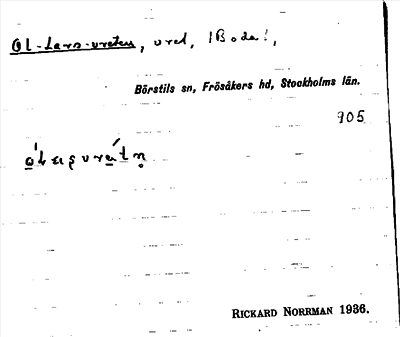 Ol-Lars-vreten, vret, /Boda/,
Börstils sn, Frösåkers hd, Stockholms län.
905
RICKARD NORRMAN 1936.